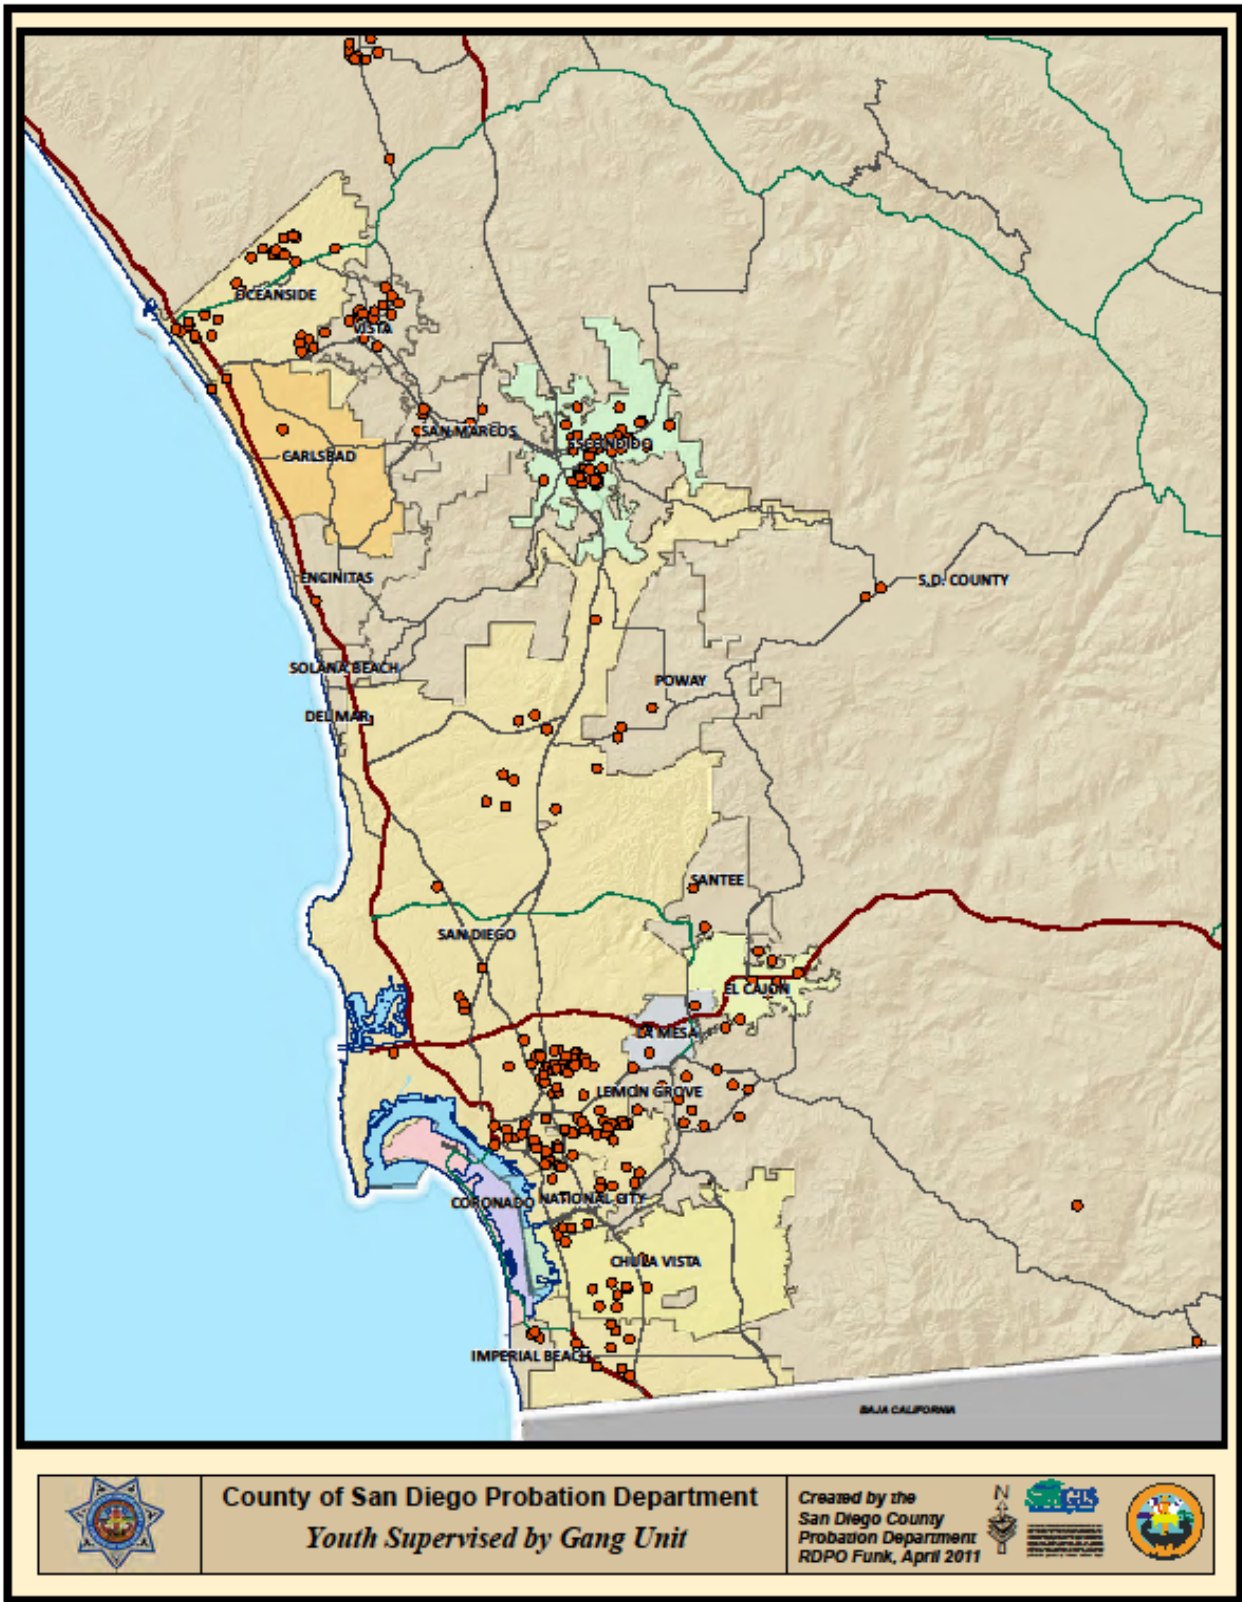 OCEANSIDE
VISTA
SAN MARCOS
ESCONDIDO
CARLSBAD
ENCINITAS
S.D. COUNTY
SOLANA BEACH
POWAY
DEL MAR
SANTEE
SAN DIEGO
EL CAJON
LA MESA
LEMON GROVE
CORONADO
NATIONAL CITY
CHULA VISTA
IMPERIAL BEACH
BAJA CALIFORNIA
County of San Diego Probation Department
Youth Supervised by Gang Unit
Created by the
San Diego County
Probation Department
RDPO Funk, April 2011
N
SanGIS